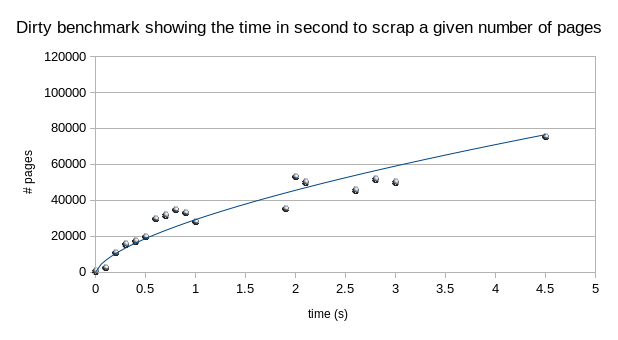 Dirty benchmark showing the time in second to scrap a given number of pages
120000
100000
80000
60000
40000
20000
0
# pages
0 0.5 1 1.5 2 2.5 3 3.5 4 4.5 5
time (s)